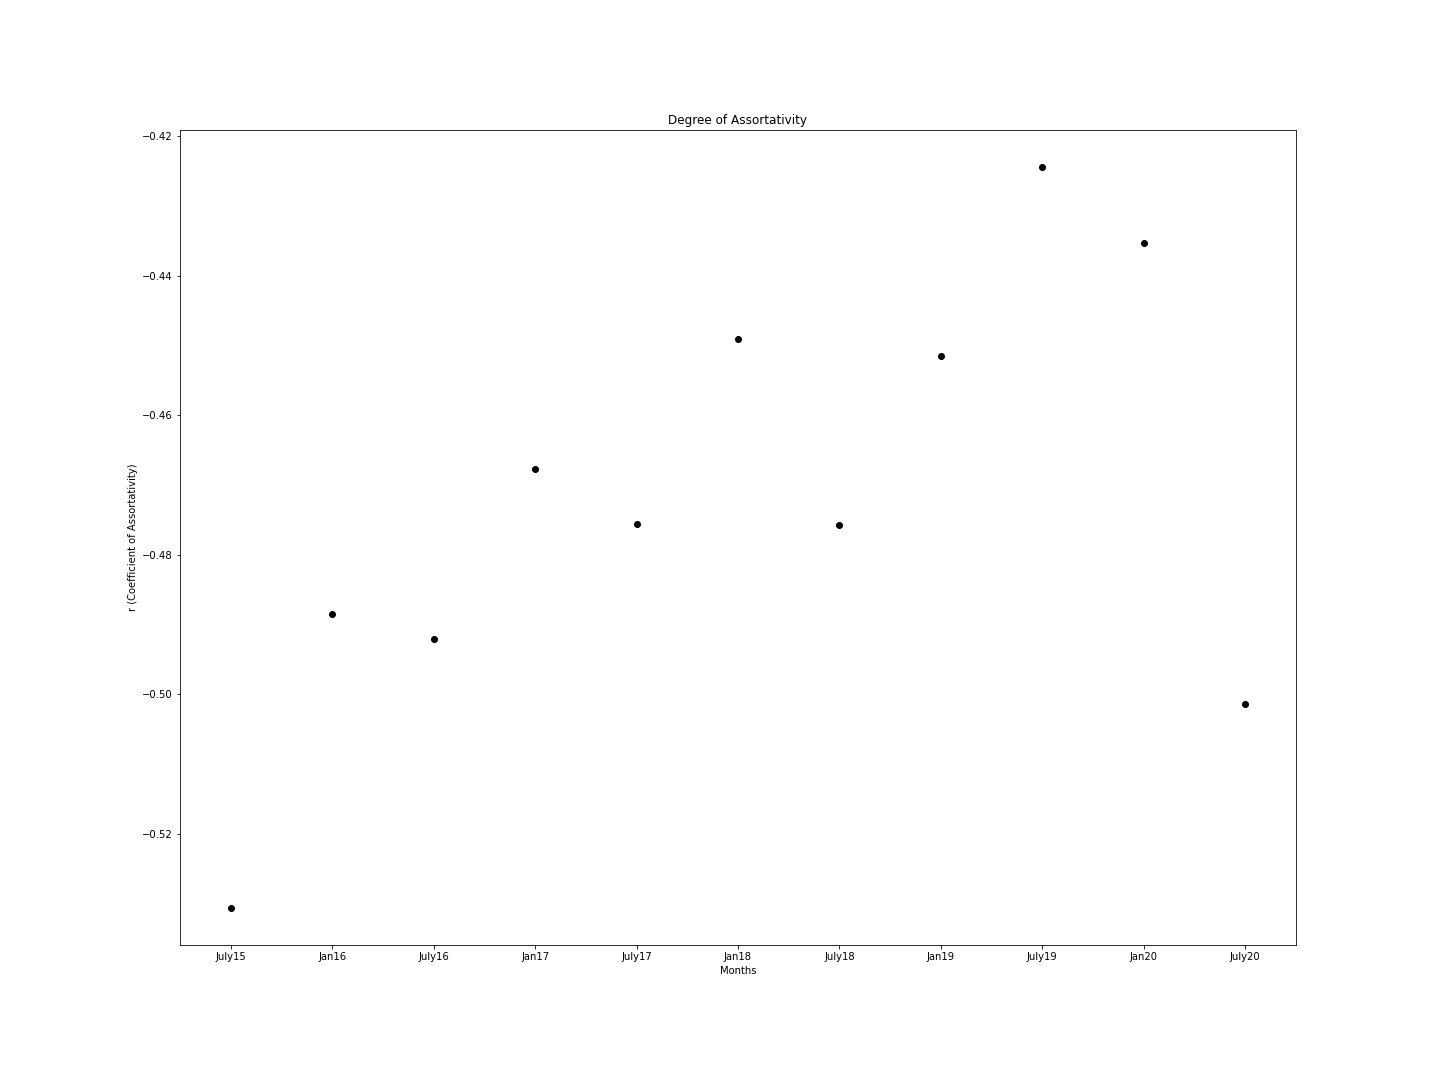 Degree of Assortativity
−0.42
−0.44
−0.46
−0.48
−0.50
−0.52
r (Coefficient of Assortativity)
July15 Jan16 July16 Jan17 July17 Jan18 July18 Jan19 July19 Jan20 July20
Months